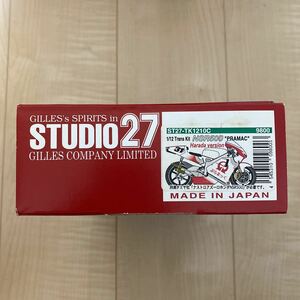 GILLES's SPIRITS in
STUDIO27
GILLES COMPANY LIMITED
ST27-TK1210C 9800
1/12 Trans Kit NSR500 "PRAMAC"
Harada version
31
MADE IN JAPAN